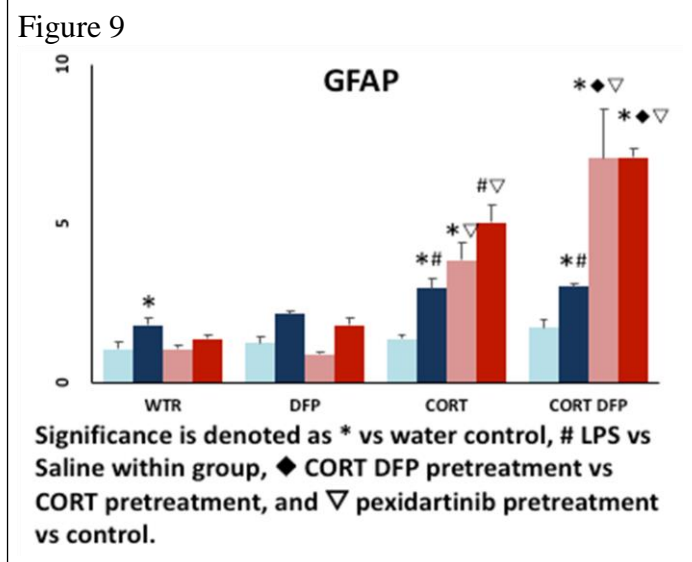 Figure 9
GFAP
10
*◆▽
*◆▽
#▽
5
*▽
*#
*#
*
0
WTR DFP CORT CORT DFP
Significance is denoted as * vs water control, # LPS vs
Saline within group, ◆ CORT DFP pretreatment vs
CORT pretreatment, and ▽ pexidartinib pretreatment
vs control.